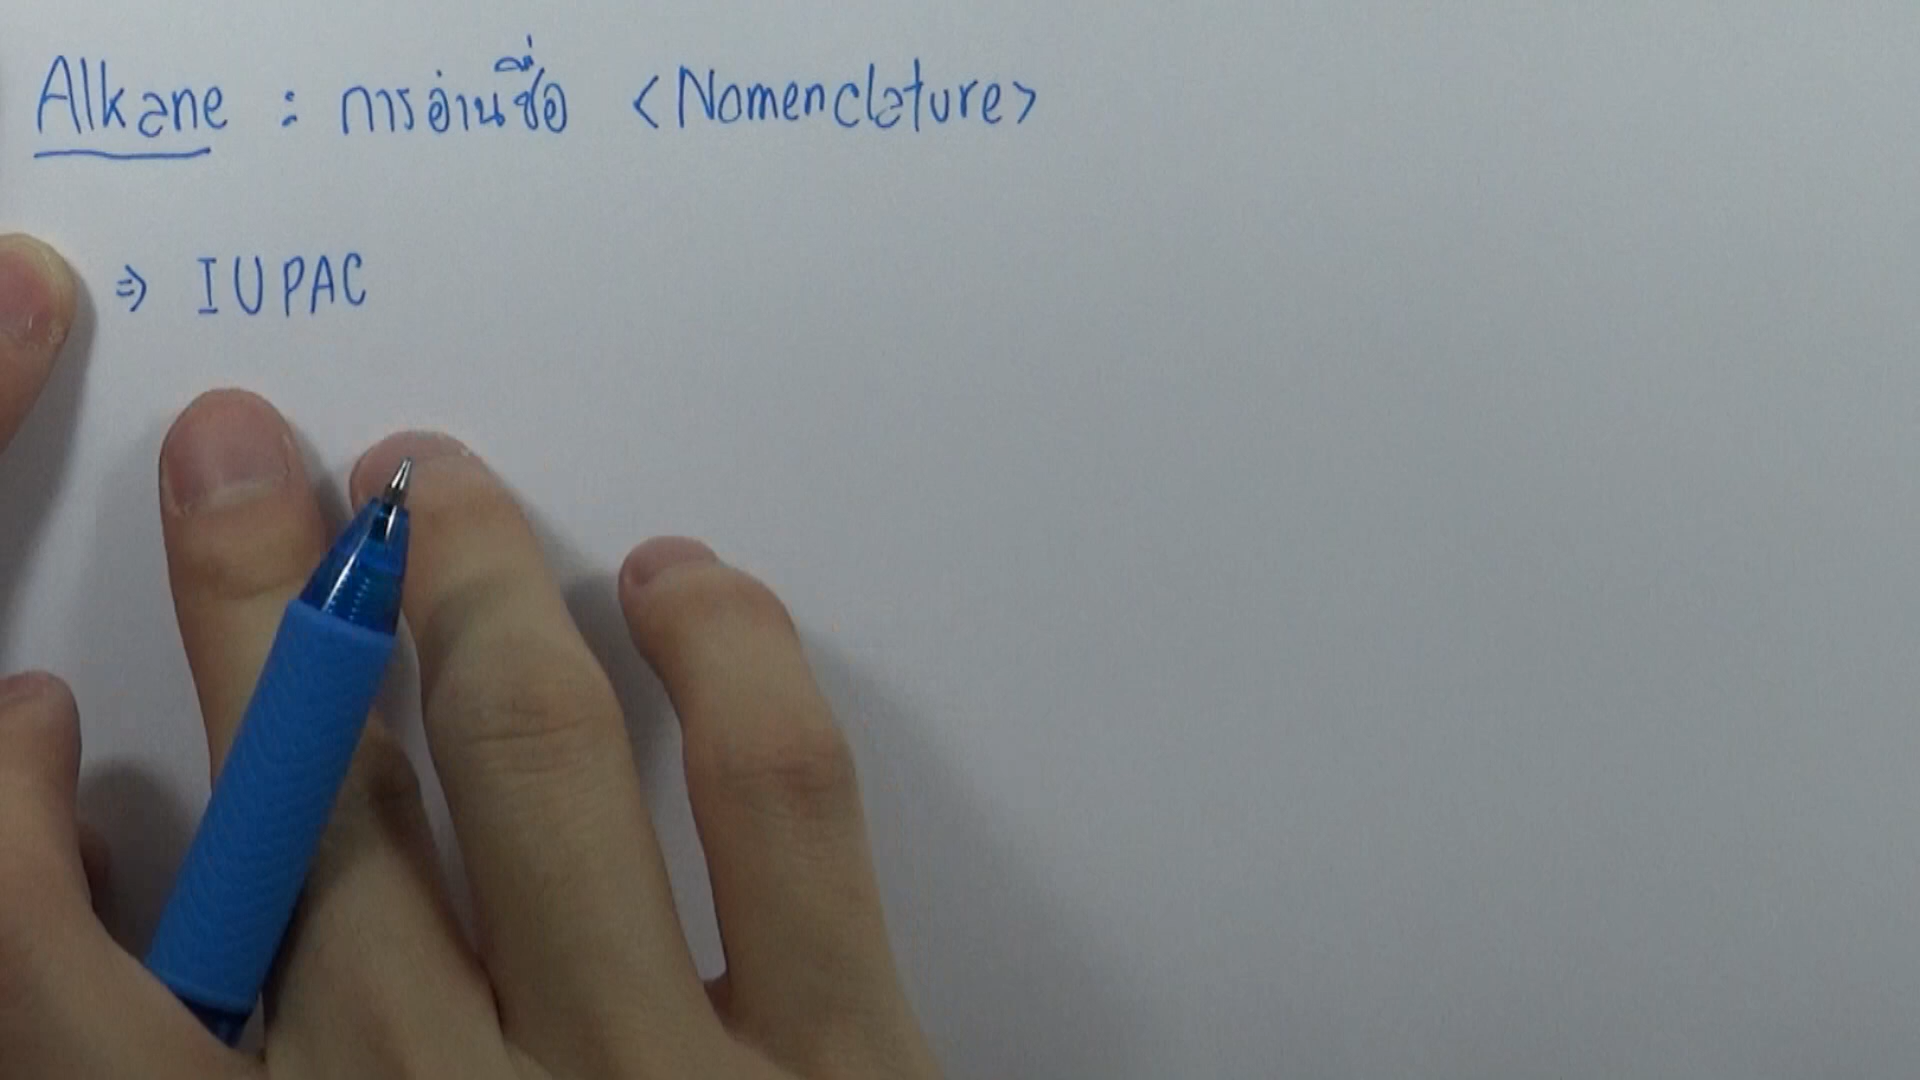 Alkane : การอ่านชื่อ <Nomenclature>
⇒ IUPAC